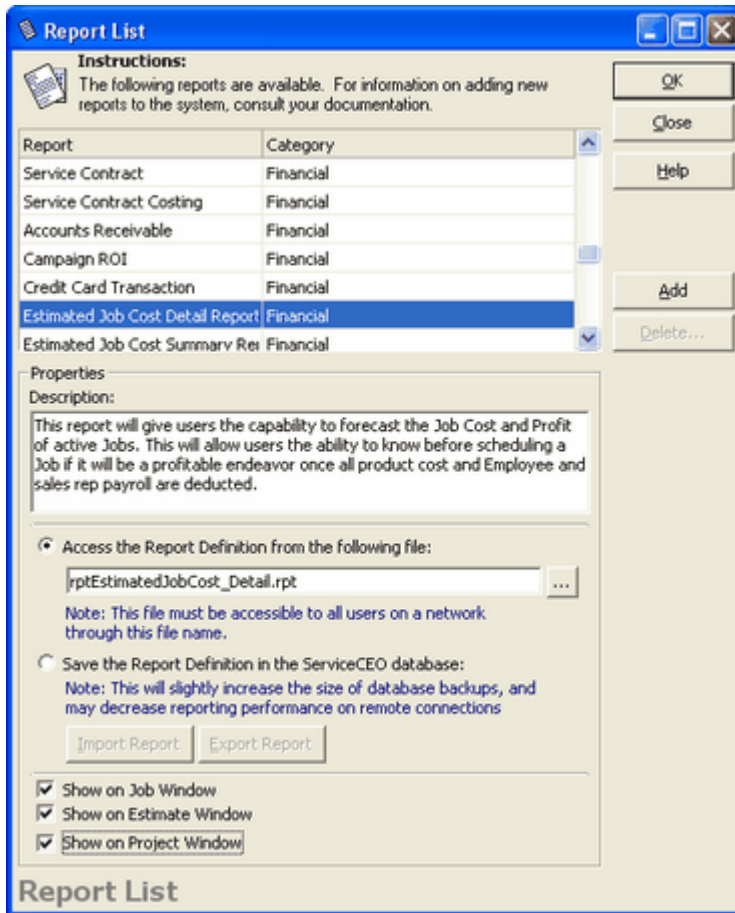 Report List
Instructions:
The following reports are available. For information on adding new
reports to the system, consult your documentation.
OK
Close
Help
Report Category
Service Contract Financial
Service Contract Costing Financial
Accounts Receivable Financial
Campaign ROI Financial
Credit Card Transaction Financial
Estimated Job Cost Detail Report Financial
Estimated Job Cost Summary Re Financial
Add
Delete...
Properties
Description:
This report will give users the capability to forecast the Job Cost and Profit
of active Jobs. This will allow users the ability to know before scheduling a
Job if it will be a profitable endeavor once all product cost and Employee and
sales rep payroll are deducted.
Access the Report Definition from the following file:
rptEstimatedJobCost_Detail.rpt
...
Note: This file must be accessible to all users on a network
through this file name.
Save the Report Definition in the ServiceCEO database:
Note: This will slightly increase the size of database backups, and
may decrease reporting performance on remote connections
Import Report Export Report
Show on Job Window
Show on Estimate Window
Show on Project Window
Report List